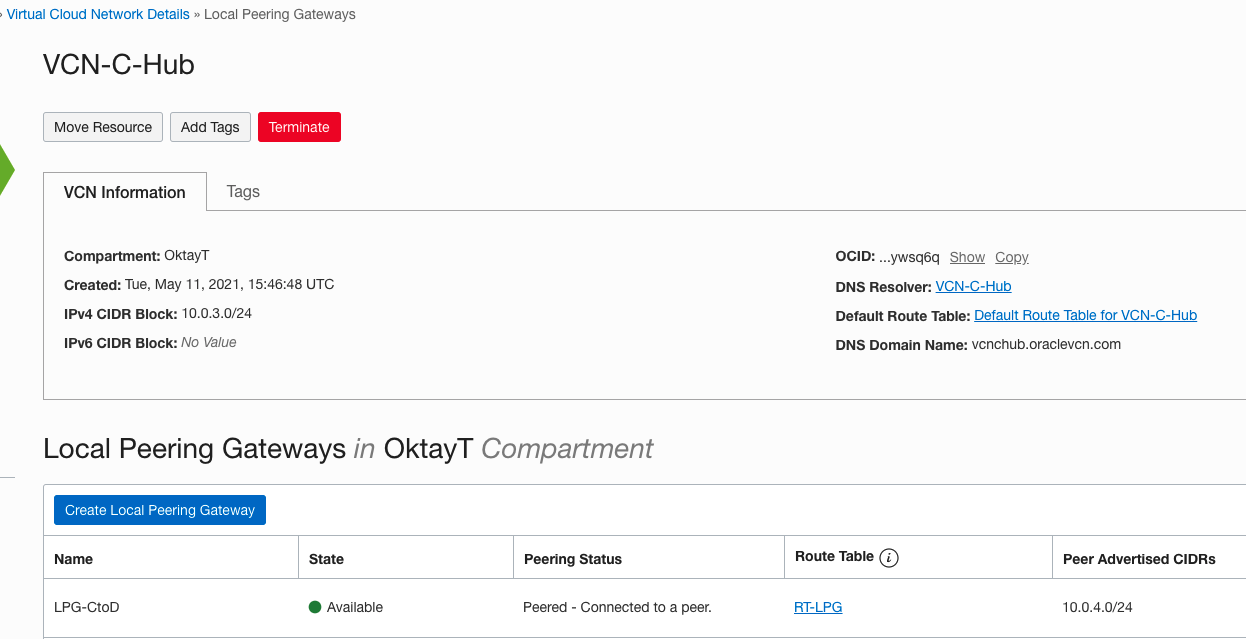 » Virtual Cloud Network Details » Local Peering Gateways
VCN-C-Hub
Move Resource Add Tags Terminate
VCN Information Tags
Compartment: OktayT
Created: Tue, May 11, 2021, 15:46:48 UTC
IPv4 CIDR Block: 10.0.3.0/24
IPv6 CIDR Block: No Value
OCID: ...ywsq6q Show Copy
DNS Resolver: VCN-C-Hub
Default Route Table: Default Route Table for VCN-C-Hub
DNS Domain Name: vcnchub.oraclevcn.com
Local Peering Gateways in OktayT Compartment
Create Local Peering Gateway
Name State Peering Status Route Table i Peer Advertised CIDRs
LPG-CtoD Available Peered - Connected to a peer. RT-LPG 10.0.4.0/24